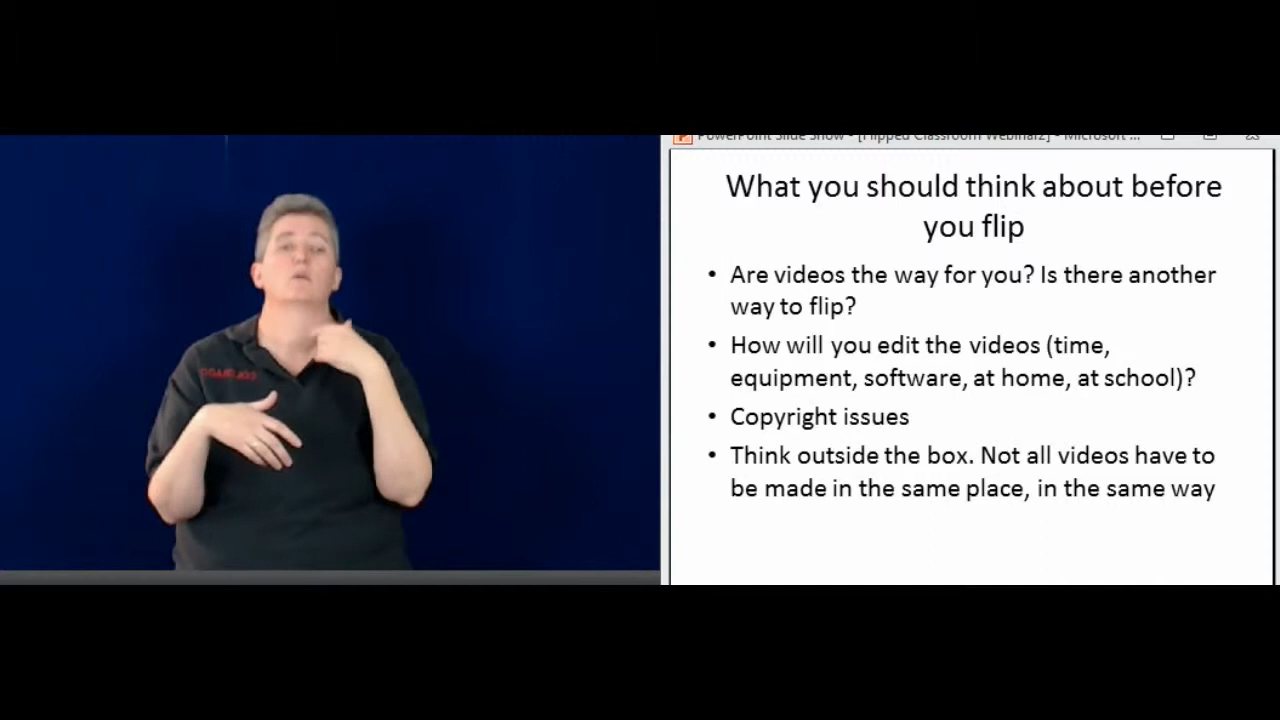 PowerPoint Slide Show - [Flipped Classroom Webinar2] - Microsoft ...
What you should think about before
you flip
• Are videos the way for you? Is there another
way to flip?
• How will you edit the videos (time,
equipment, software, at home, at school)?
• Copyright issues
• Think outside the box. Not all videos have to
be made in the same place, in the same way